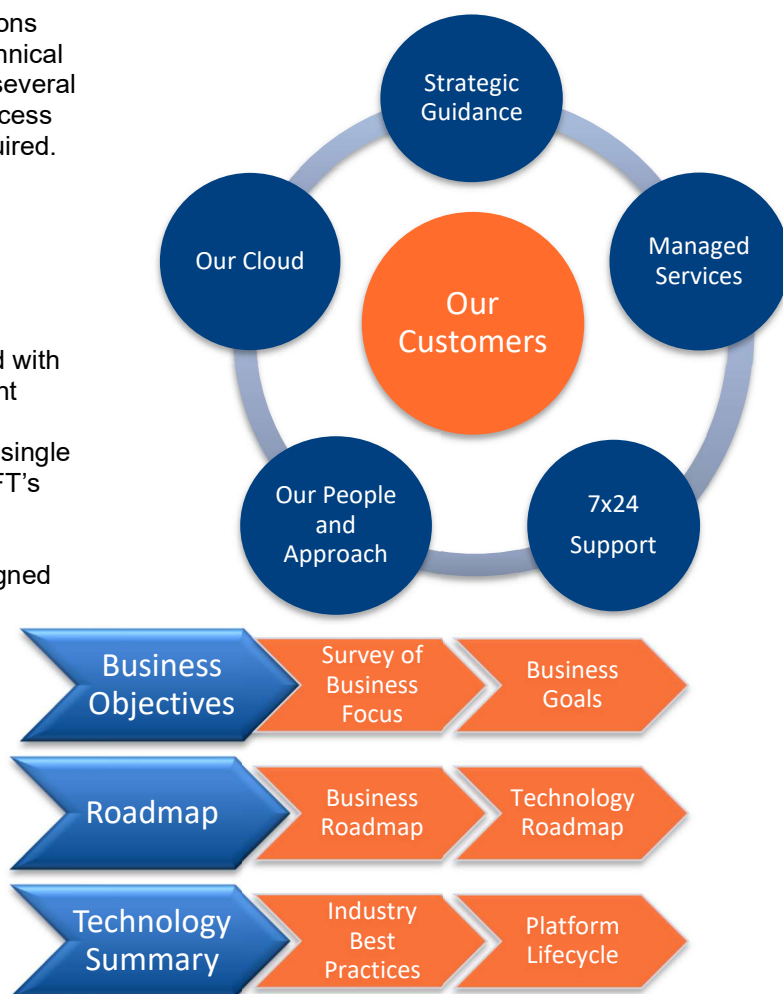 ons
hnical
several
cess
uired.
d with
nt
single
FT’s
gned
Strategic
Guidance
Managed
Services
7x24
Support
Our People
and
Approach
Our Cloud
Our
Customers
Business
Objectives
Survey of
Business
Focus
Business
Goals
Roadmap
Business
Roadmap
Technology
Roadmap
Technology
Summary
Industry
Best
Practices
Platform
Lifecycle